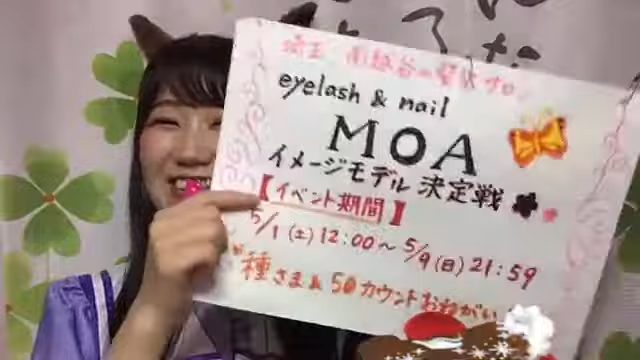 埼玉 南越谷の
eyelash & nail
MOA
イメージモデル 決定戦
【イベント期間】
5/1(土)12:00〜5/9(日)21:59
種さま& 50カウントおねがい